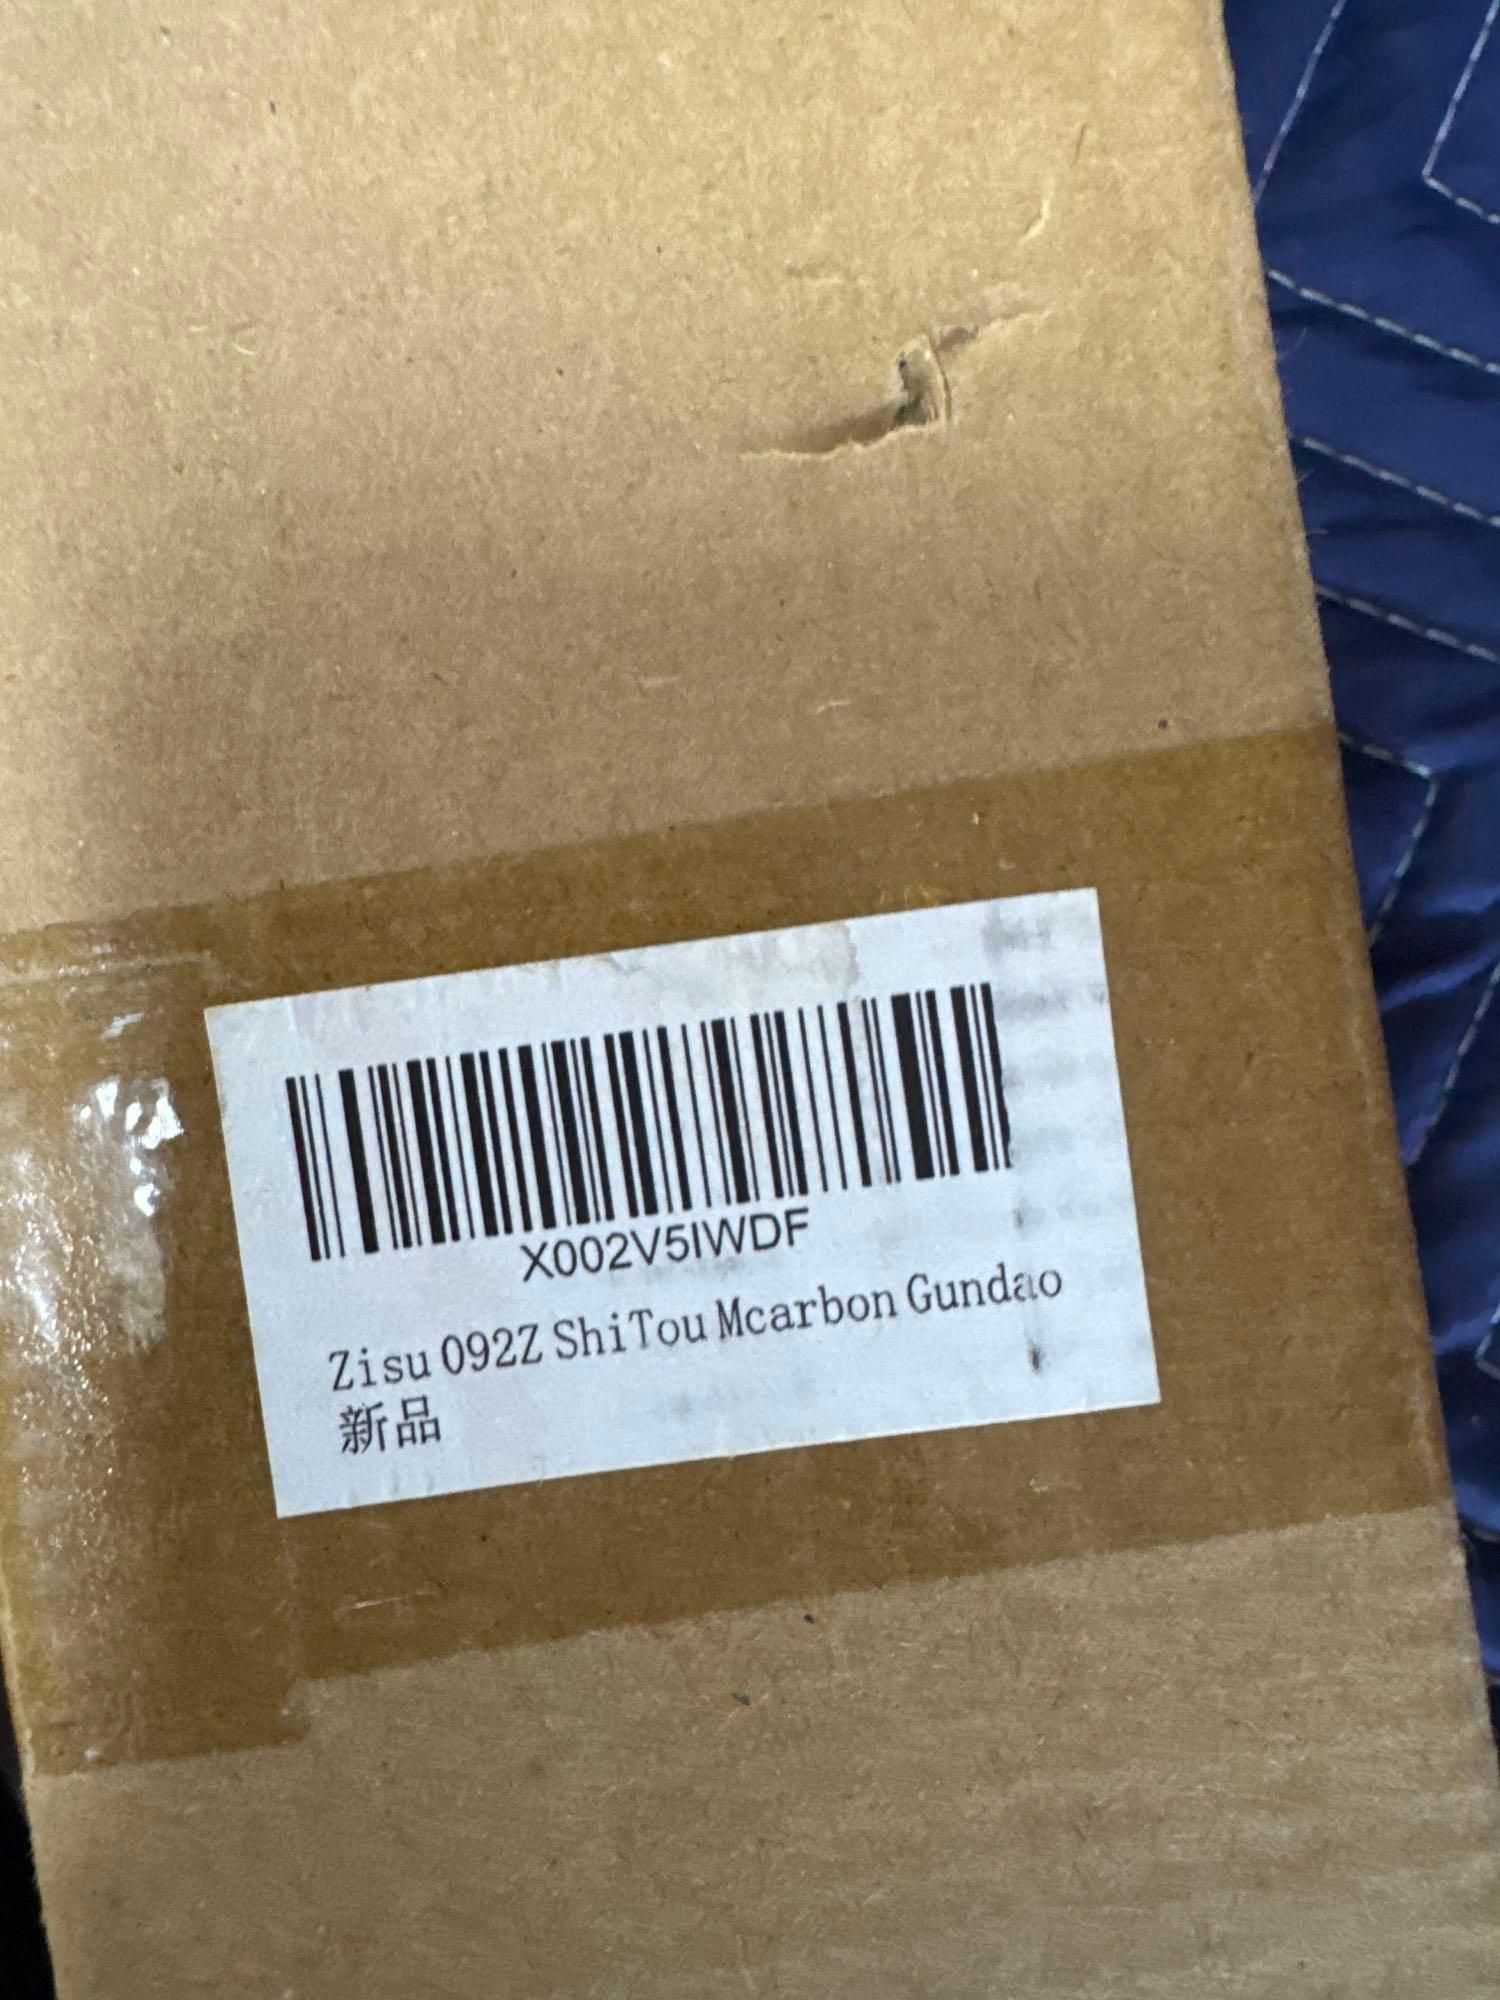 X002V5IWDF
Zisu 092Z ShiTou Mcarbon Gundao
新品